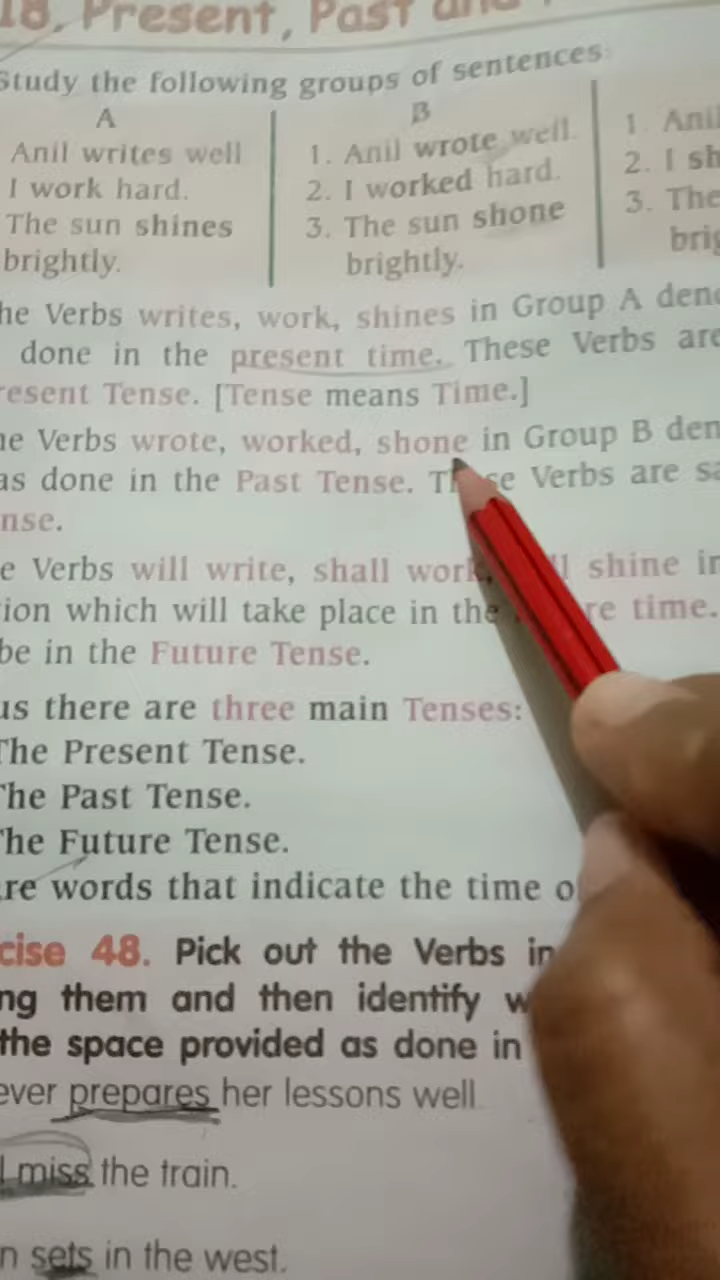 18. Present, Past and
Study the following groups of sentences
A
Anil writes well
I work hard.
The sun shines
brightly.
B
1. Anil wrote well.
2. I worked hard.
3. The sun shone
brightly.
1. Anil
2. I sh
3. The
brig
he Verbs writes, work, shines in Group A deno
done in the present time. These Verbs are
resent Tense. [Tense means Time.]
he Verbs wrote, worked, shone in Group B den
as done in the Past Tense. These Verbs are sa
nse.
e Verbs will write, shall work, shine in
ion which will take place in the re time.
be in the Future Tense.
us there are three main Tenses:
The Present Tense.
The Past Tense.
The Future Tense.
re words that indicate the time o
cise 48. Pick out the Verbs in
ng them and then identify w
the space provided as done in
ever prepares her lessons well.
l miss the train.
n sets in the west.